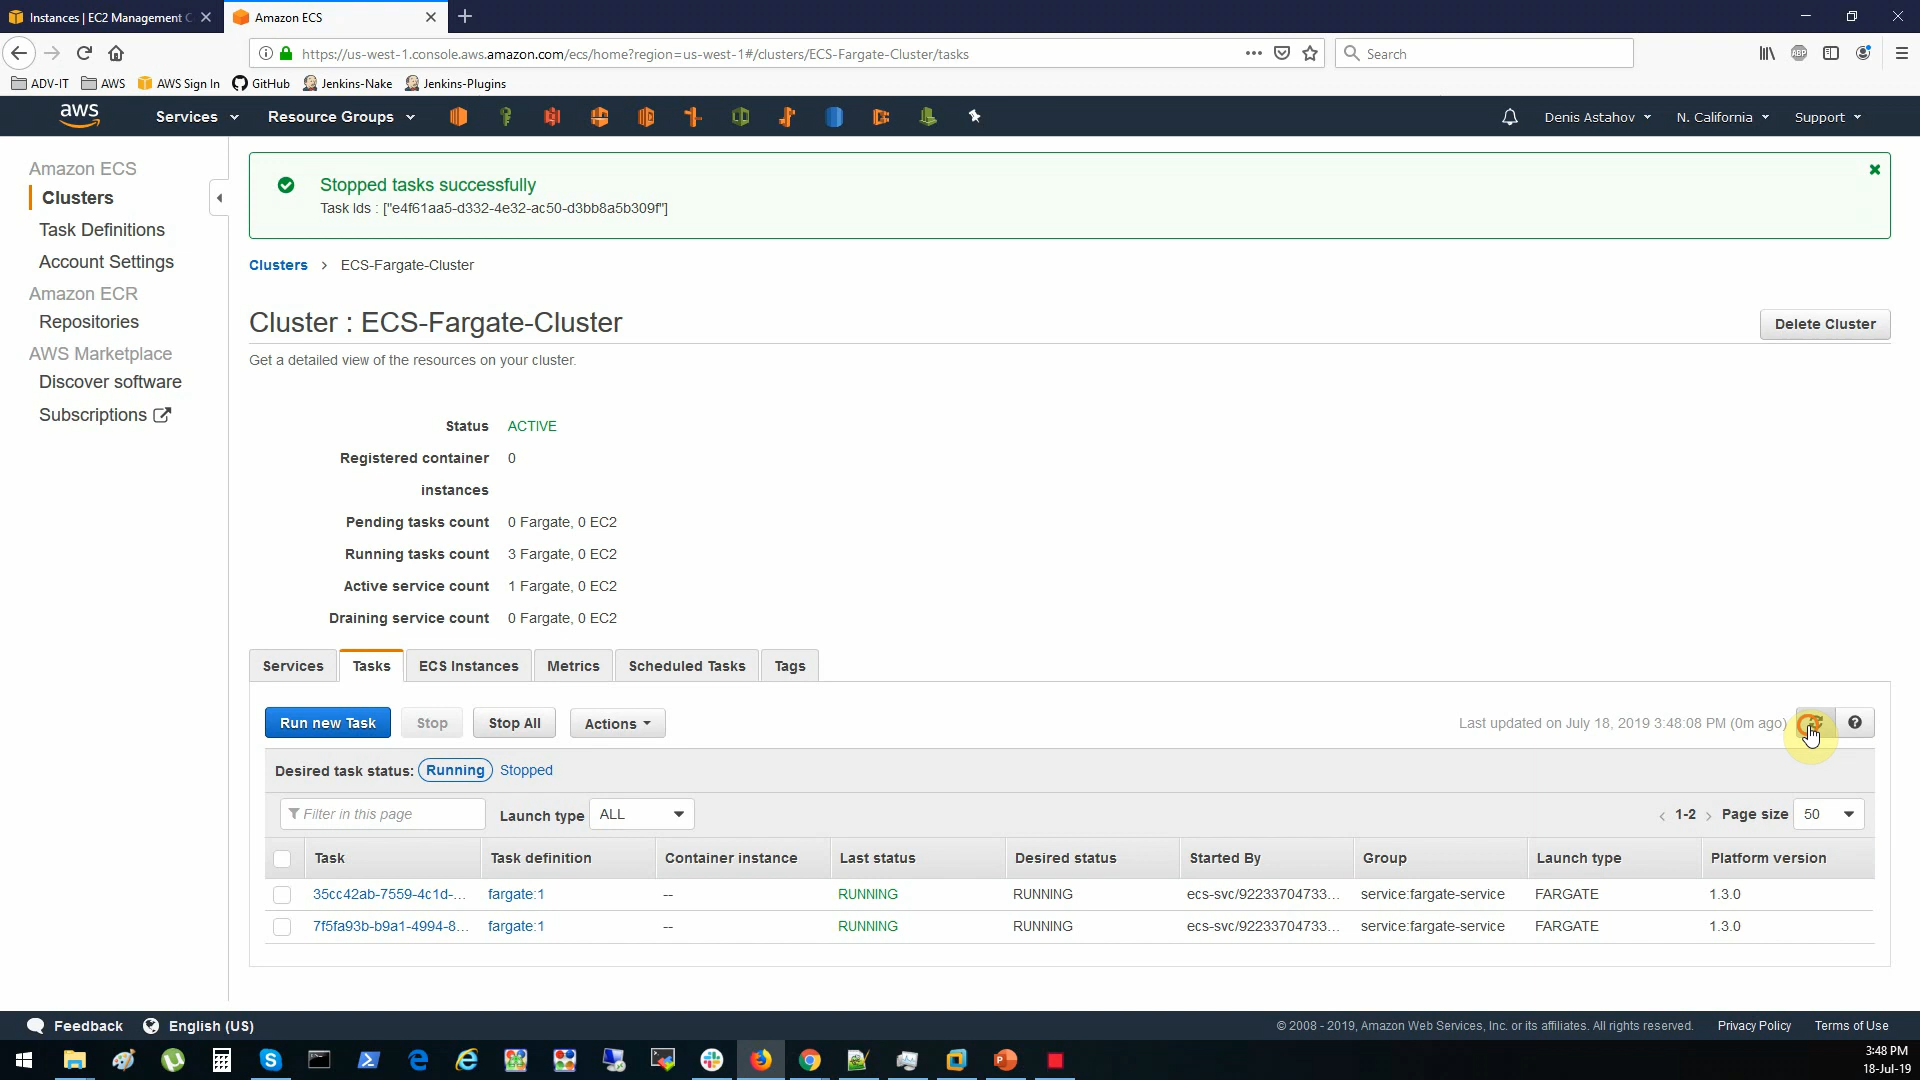 Instances | EC2 Management C
Amazon ECS
https://us-west-1.console.aws.amazon.com/ecs/home?region=us-west-1#/clusters/ECS-Fargate-Cluster/tasks
Search
ADV-IT
AWS
AWS Sign In
GitHub
Jenkins-Nake
Jenkins-Plugins
aws
Services
Resource Groups
Denis Astahov
N. California
Support
Amazon ECS
Clusters
Task Definitions
Account Settings
Amazon ECR
Repositories
AWS Marketplace
Discover software
Subscriptions
Stopped tasks successfully
Task Ids : ["e4f61aa5-d332-4e32-ac50-d3bb8a5b309f"]
Clusters > ECS-Fargate-Cluster
Cluster : ECS-Fargate-Cluster
Delete Cluster
Get a detailed view of the resources on your cluster.
Status ACTIVE
Registered container 0
instances
Pending tasks count 0 Fargate, 0 EC2
Running tasks count 3 Fargate, 0 EC2
Active service count 1 Fargate, 0 EC2
Draining service count 0 Fargate, 0 EC2
Services Tasks ECS Instances Metrics Scheduled Tasks Tags
Run new Task Stop Stop All Actions
Last updated on July 18, 2019 3:48:08 PM (0m ago)
Desired task status: Running Stopped
Filter in this page Launch type ALL
1-2 Page size 50
Task Task definition Container instance Last status Desired status Started By Group Launch type Platform version
35cc42ab-7559-4c1d-... fargate:1 -- RUNNING RUNNING ecs-svc/92233704733... service:fargate-service FARGATE 1.3.0
7f5fa93b-b9a1-4994-8... fargate:1 -- RUNNING RUNNING ecs-svc/92233704733... service:fargate-service FARGATE 1.3.0
Feedback English (US)
© 2008 - 2019, Amazon Web Services, Inc. or its affiliates. All rights reserved. Privacy Policy Terms of Use
3:48 PM
18-Jul-19